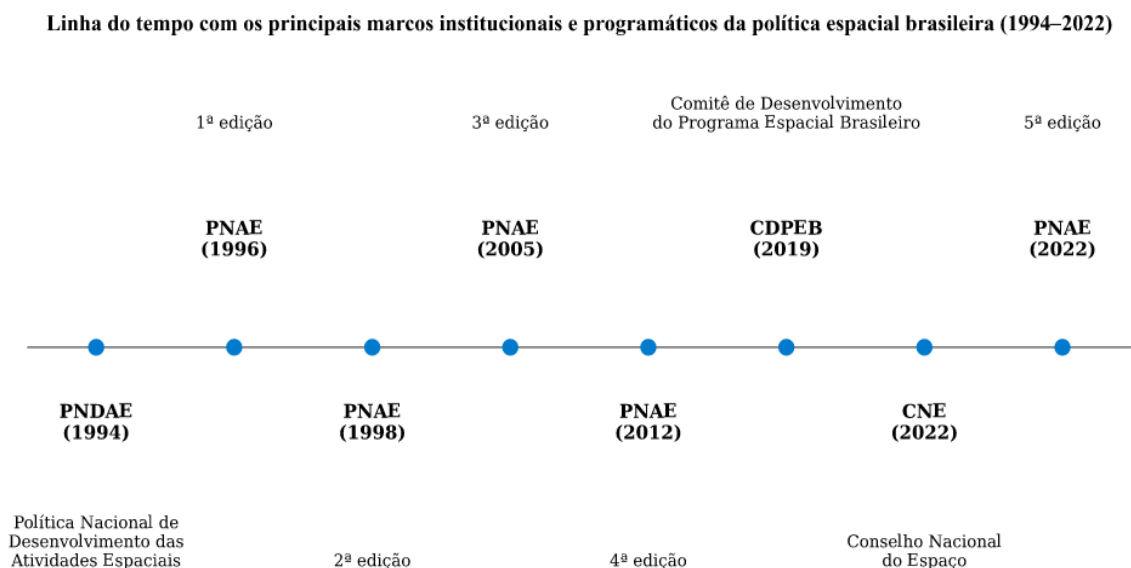 Linha do tempo com os principais marcos institucionais e programáticos da política espacial brasileira (1994–2022)
1ª edição
3ª edição
Comitê de Desenvolvimento
do Programa Espacial Brasileiro
5ª edição
PNAE
(1996)
PNAE
(2005)
CDPEB
(2019)
PNAE
(2022)
PNDAE
(1994)
PNAE
(1998)
PNAE
(2012)
CNE
(2022)
Política Nacional de
Desenvolvimento das
Atividades Espaciais
2ª edição
4ª edição
Conselho Nacional
do Espaço